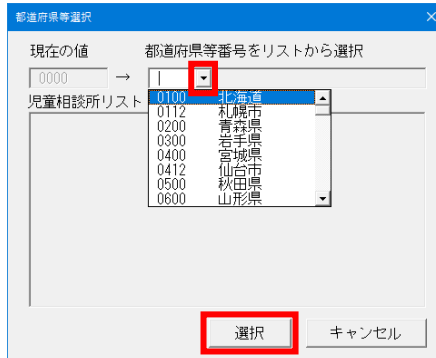 都道府県等選択
現在の値 都道府県等番号をリストから選択
0000 →
児童相談所リスト
0100 北海道
0112 札幌市
0200 青森県
0300 岩手県
0400 宮城県
0412 仙台市
0500 秋田県
0600 山形県
選択 キャンセル